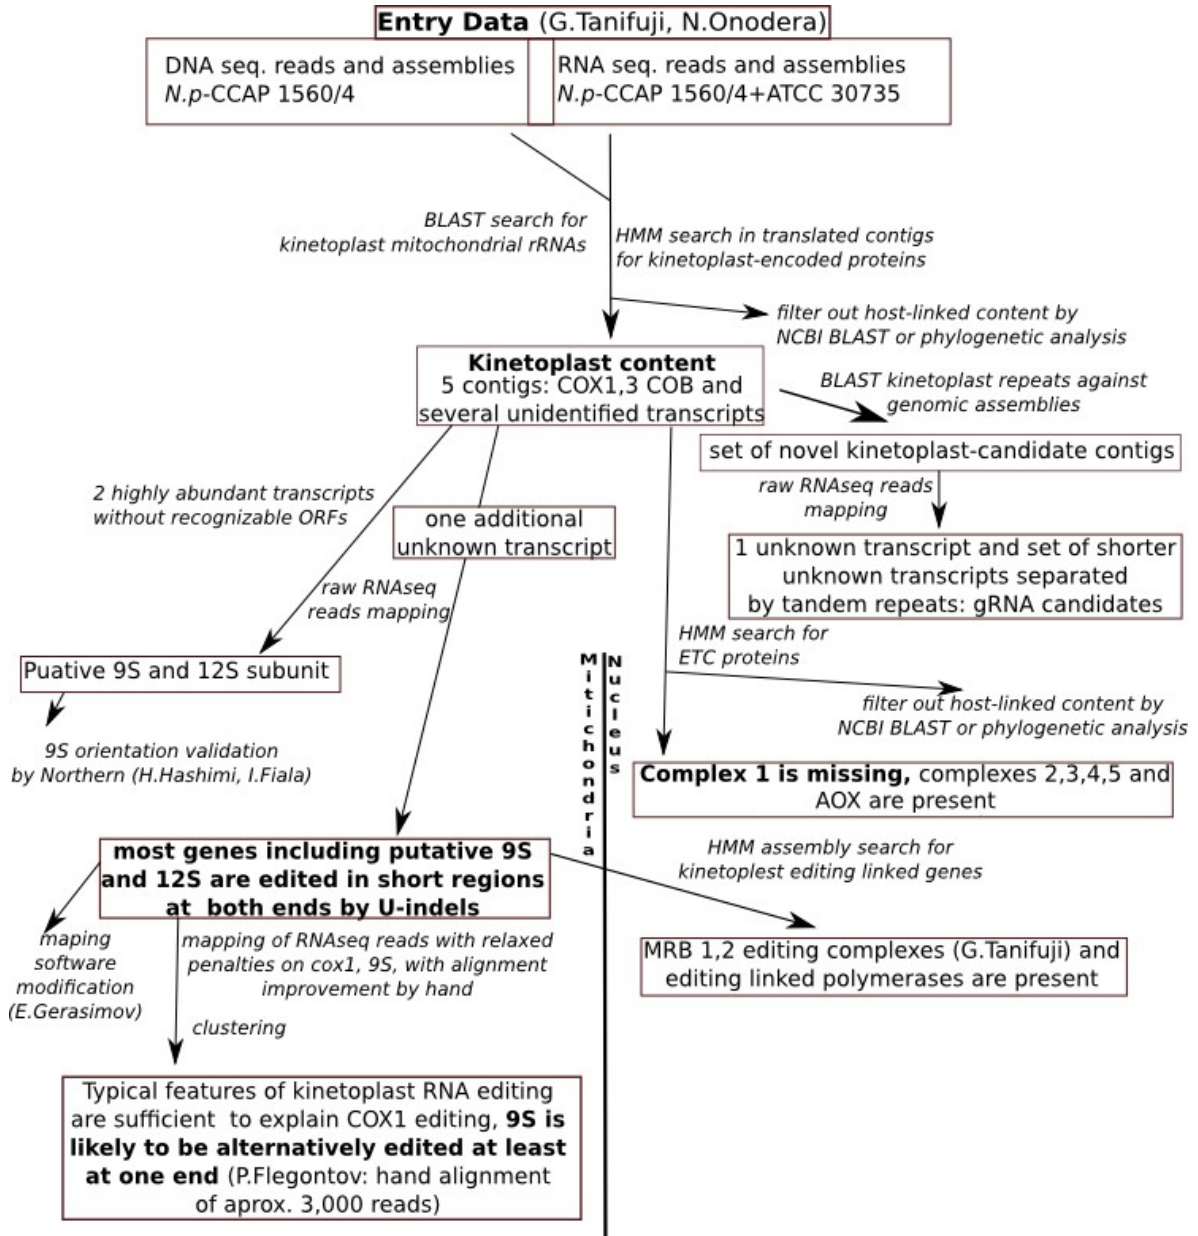 Entry Data (G.Tanifuji, N.Onodera)
DNA seq. reads and assemblies
N.p-CCAP 1560/4
RNA seq. reads and assemblies
N.p-CCAP 1560/4+ATCC 30735
BLAST search for
kinetoplast mitochondrial rRNAs
HMM search in translated contigs
for kinetoplast-encoded proteins
filter out host-linked content by
NCBI BLAST or phylogenetic analysis
Kinetoplast content
5 contigs: COX1,3 COB and
several unidentified transcripts
BLAST kinetoplast repeats against
genomic assemblies
set of novel kinetoplast-candidate contigs
raw RNAseq reads
mapping
1 unknown transcript and set of shorter
unknown transcripts separated
by tandem repeats: gRNA candidates
2 highly abundant transcripts
without recognizable ORFs
one additional
unknown transcript
raw RNAseq
reads mapping
Puative 9S and 12S subunit
9S orientation validation
by Northern (H.Hashimi, I.Fiala)
HMM search for
ETC proteins
Mitichondria
Nucleus
filter out host-linked content by
NCBI BLAST or phylogenetic analysis
Complex 1 is missing, complexes 2,3,4,5 and
AOX are present
most genes including putative 9S
and 12S are edited in short regions
at both ends by U-indels
HMM assembly search for
kinetoplest editing linked genes
MRB 1,2 editing complexes (G.Tanifuji) and
editing linked polymerases are present
maping
software
modification
(E.Gerasimov)
mapping of RNAseq reads with relaxed
penalties on cox1, 9S, with alignment
improvement by hand
clustering
Typical features of kinetoplast RNA editing
are sufficient to explain COX1 editing, 9S is
likely to be alternatively edited at least
at one end (P.Flegontov: hand alignment
of aprox. 3,000 reads)